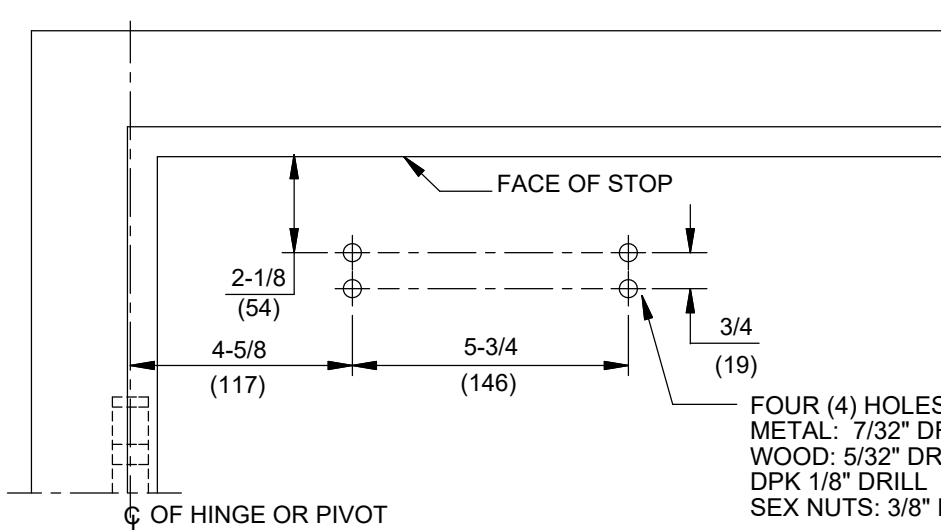 FACE OF STOP
2-1/8
(54)
3/4
(19)
4-5/8
(117)
5-3/4
(146)
FOUR (4) HOLES
METAL: 7/32"
WOOD: 5/32"
DPK 1/8" DRILL
SEX NUTS: 3/8"
℄ OF HINGE OR PIVOT